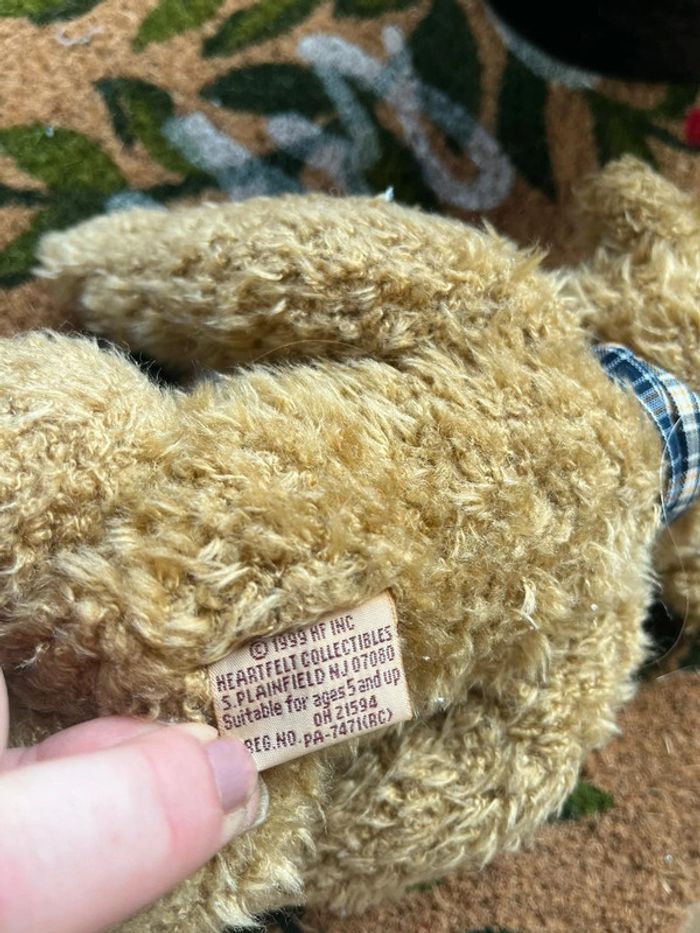 © 1999 HF INC
HEARTFELT COLLECTIBLES
S. PLAINFIELD NJ 07080
Suitable for ages 5 and up
OH 21594
REG. NO. PA-7471(RC)